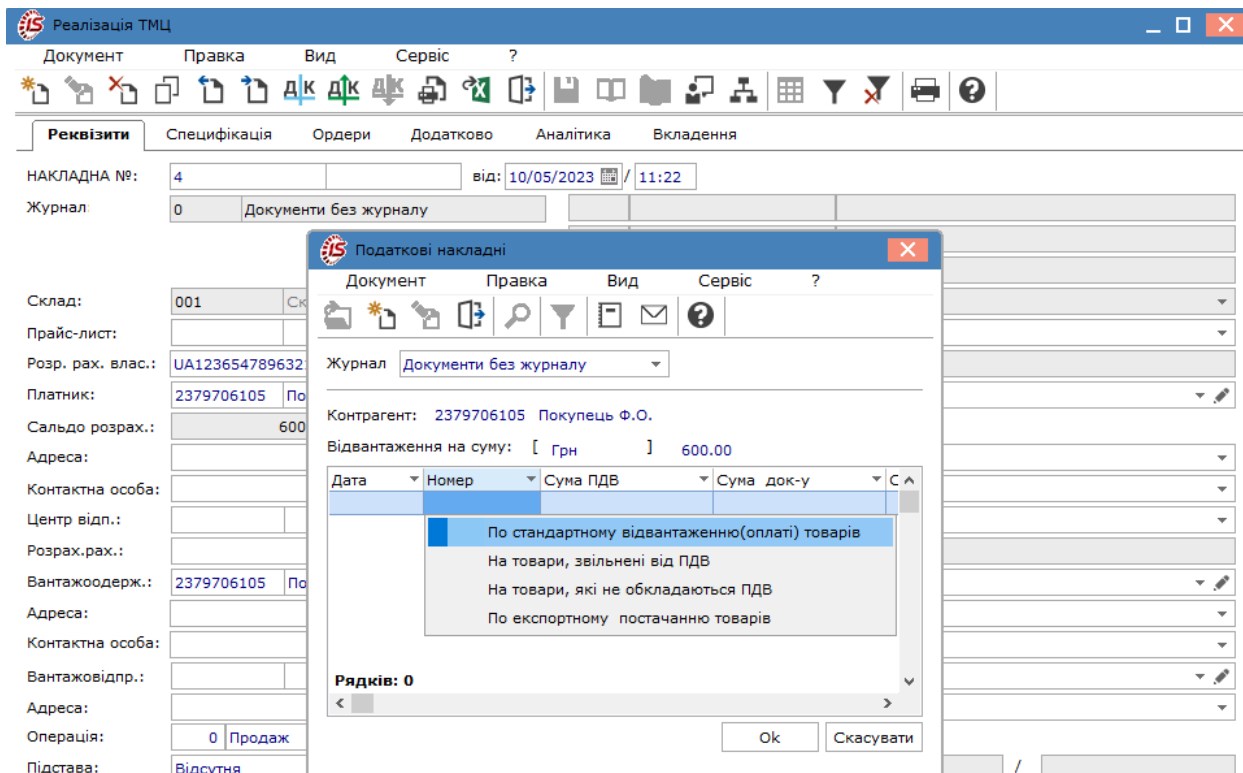 Реалізація ТМЦ
Документ Правка Вид Сервіс ?
Реквізити Специфікація Ордери Додатково Аналітика Вкладення
НАКЛАДНА №: 4 від: 10/05/2023 / 11:22
Журнал: 0 Документи без журналу
Податкові накладні
Документ Правка Вид Сервіс ?
Журнал Документи без журналу
Контрагент: 2379706105 Покупець Ф.О.
Відвантаження на суму: [ Грн ] 600.00
Дата Номер Сума ПДВ Сума док-у С
По стандартному відвантаженню(оплаті) товарів
На товари, звільнені від ПДВ
На товари, які не обкладаються ПДВ
По експортному постачанню товарів
Рядків: 0
Ok Скасувати
Склад: 001 Ск
Прайс-лист:
Розр. рах. влас.: UA123654789632
Платник: 2379706105 По
Сальдо розрах.: 600
Адреса:
Контактна особа:
Центр відп.:
Розрах.рах.:
Вантажоодерж.: 2379706105 По
Адреса:
Контактна особа:
Вантажовідпр.:
Адреса:
Операція: 0 Продаж
Підстава: Відсутня /